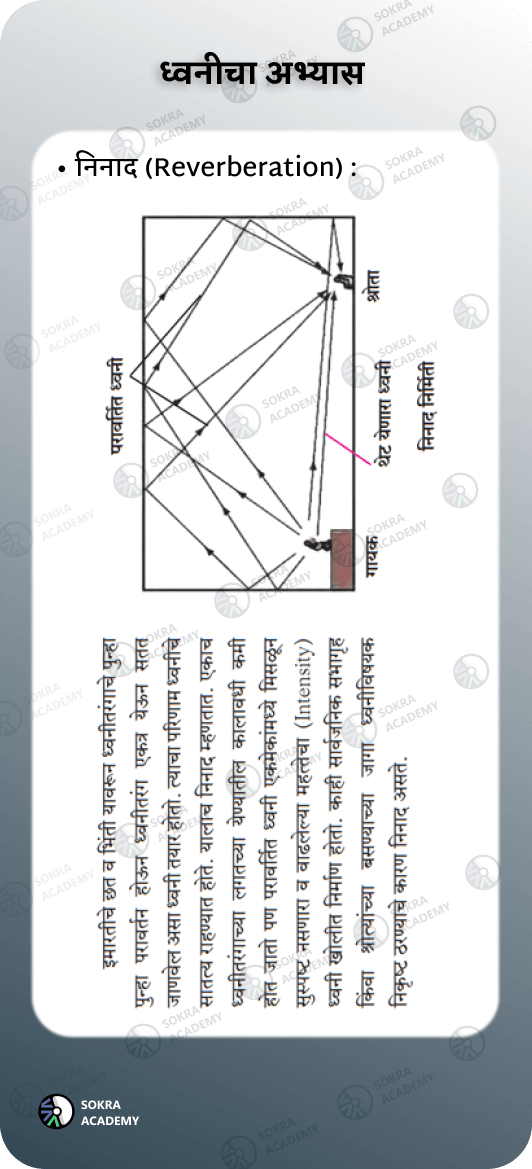 ध्वनीचा अभ्यास
• निनाद (Reverberation) :
परावर्तित ध्वनी
श्रोता
थेट येणारा ध्वनी
निनाद निर्मिती
गायक
इमारतीचे छत व भिंती यावरून ध्वनीतरंगाचे पुन्हा
पुन्हा परावर्तन होऊन ध्वनीतरंग एकत्र येऊन सतत
जाणवेल असा ध्वनी तयार होतो. त्याचा परिणाम ध्वनीचे
सातत्य राहण्यात होते. यालाच निनाद म्हणतात. एकाच
ध्वनीतरंगाच्या लगतच्या येण्यातील कालावधी कमी
होत जातो पण परावर्तित ध्वनी एकमेकांमध्ये मिसळून
सुस्पष्ट नसणारा व वाढलेल्या महत्तेचा (Intensity)
ध्वनी खोलीत निर्माण होतो. काही सार्वजनिक सभागृह
किंवा श्रोत्यांच्या बसण्याच्या जागा ध्वनीविषयक
निकृष्ट ठरण्याचे कारण निनाद असते.
SOKRA
ACADEMY